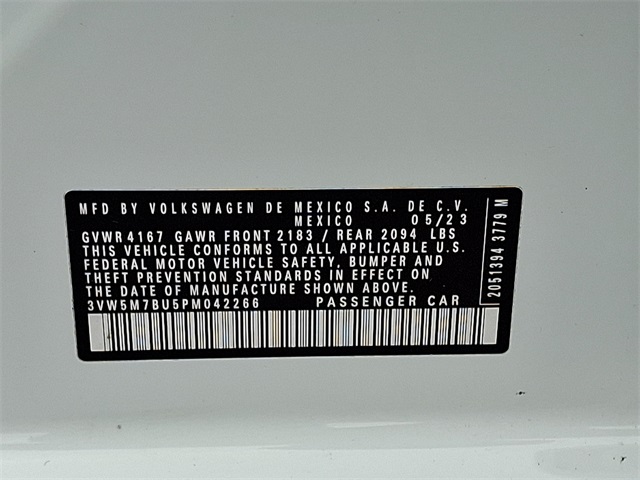 MFD BY VOLKSWAGEN DE MEXICO S.A. DE C.V.
MEXICO 05/23
GVWR 4167 GAWR FRONT 2183 / REAR 2094 LBS
THIS VEHICLE CONFORMS TO ALL APPLICABLE U.S.
FEDERAL MOTOR VEHICLE SAFETY, BUMPER AND
THEFT PREVENTION STANDARDS IN EFFECT ON
THE DATE OF MANUFACTURE SHOWN ABOVE.
3VW5M7BU5PM042266 PASSENGER CAR
2051394 3779 M